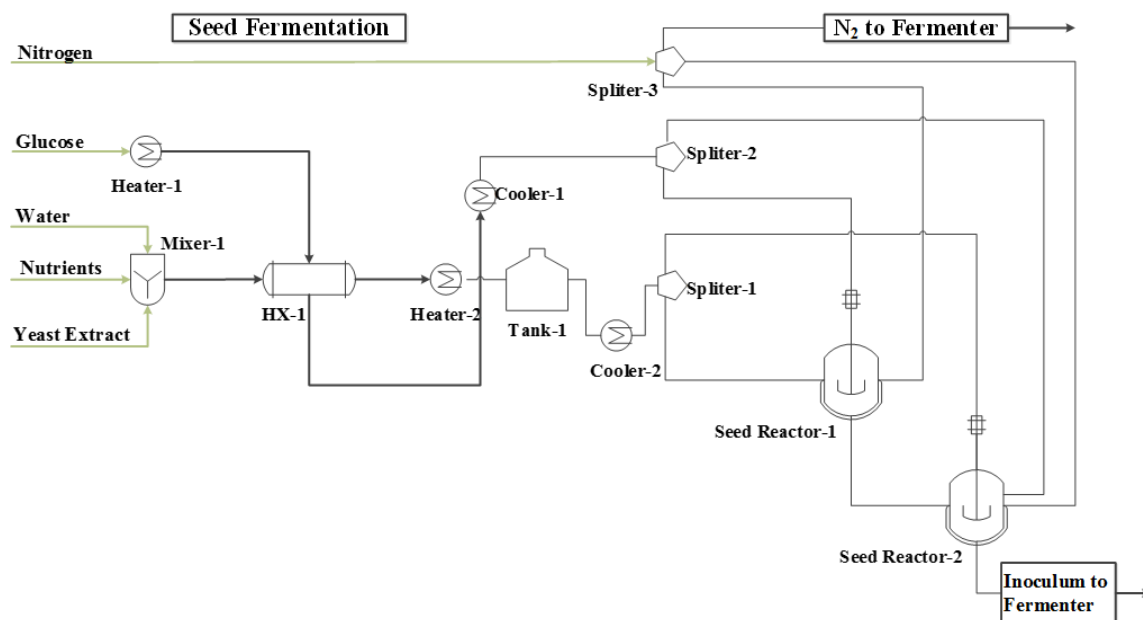 Seed Fermentation
N₂ to Fermenter
Nitrogen
Spliter-3
Glucose
Heater-1
Spliter-2
Cooler-1
Water
Mixer-1
Nutrients
HX-1
Heater-2
Tank-1
Spliter-1
Yeast Extract
Cooler-2
Seed Reactor-1
Seed Reactor-2
Inoculum to
Fermenter